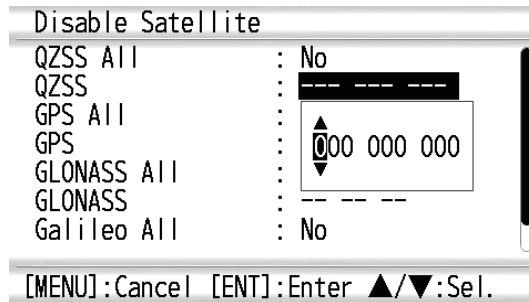 Disable Satellite
QZSS All : No
QZSS : --- --- ---
GPS All :
GPS : 000 000 000
GLONASS All :
GLONASS : -- -- --
Galileo All : No
[MENU]:Cancel [ENT]:Enter ▲/▼:Sel.